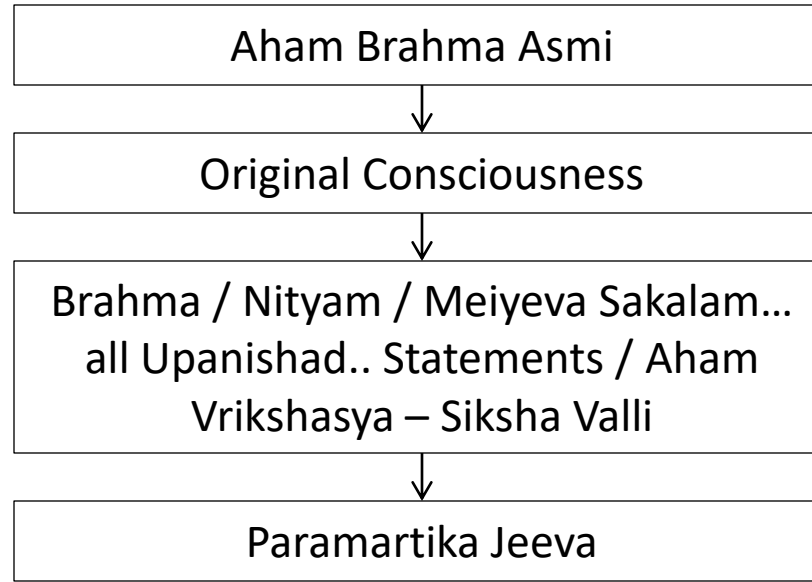 Aham Brahma Asmi
Original Consciousness
Brahma / Nityam / Meiyeva Sakalam…
all Upanishad.. Statements / Aham
Vrikshasya – Siksha Valli
Paramartika Jeeva